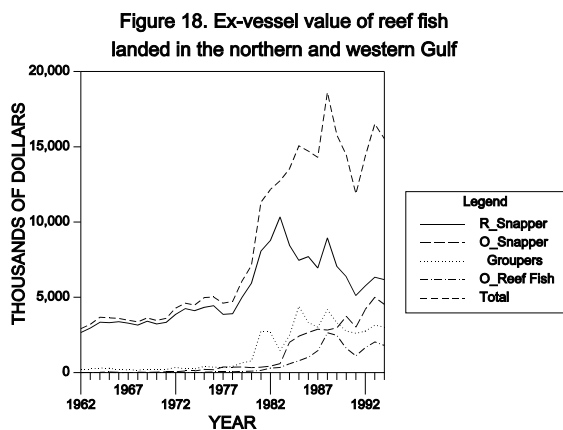 Figure 18. Ex-vessel value of reef fish
landed in the northern and western Gulf
THOUSANDS OF DOLLARS
20,000
15,000
10,000
5,000
0
1962
1967
1972
1977
1982
1987
1992
YEAR
Legend
R_Snapper
O_Snapper
Groupers
O_Reef Fish
Total